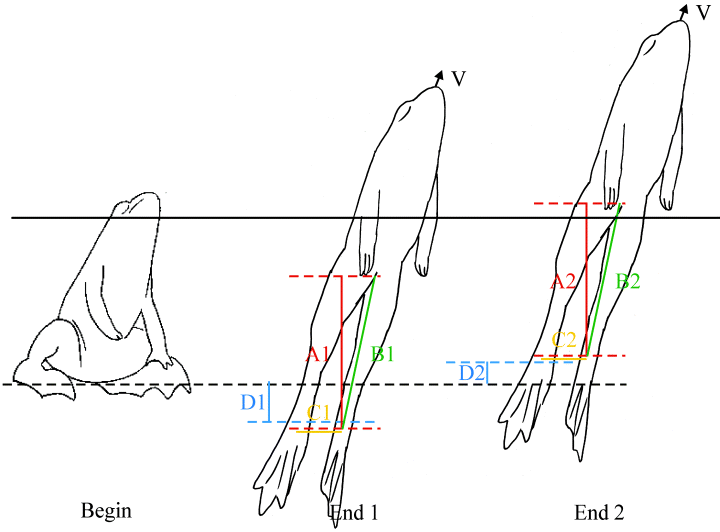 V
V
A2
B2
C2
D2
A1
B1
D1
C1
Begin
End 1
End 2